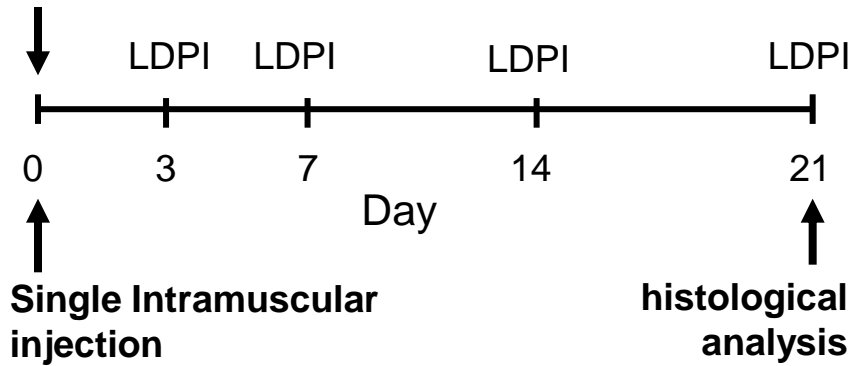 LDPI LDPI LDPI LDPI
0 3 7 14 21
Day
Single Intramuscular
injection
histological
analysis